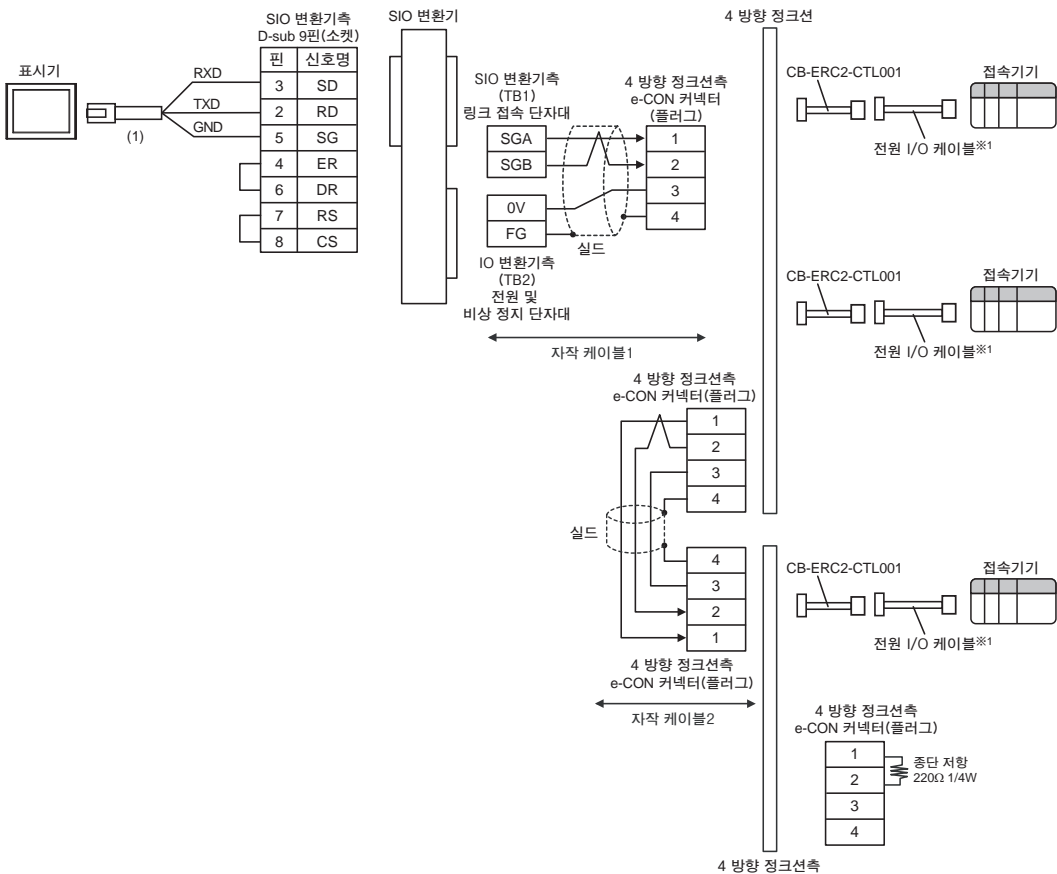 SIO 변환기측
D-sub 9핀(소켓)
핀 신호명
3 SD
2 RD
5 SG
4 ER
6 DR
7 RS
8 CS
표시기
RXD
TXD
GND
(1)
SIO 변환기
SIO 변환기측
(TB1)
링크 접속 단자대
SGA
SGB
0V
FG
IO 변환기측
(TB2)
전원 및
비상 정지 단자대
4 방향 정크션측
e-CON 커넥터
(플러그)
1
2
3
4
실드
자작 케이블1
4 방향 정크션
CB-ERC2-CTL001
접속기기
전원 I/O 케이블※1
CB-ERC2-CTL001
접속기기
전원 I/O 케이블※1
4 방향 정크션측
e-CON 커넥터(플러그)
1
2
3
4
실드
4
3
2
1
4 방향 정크션측
e-CON 커넥터(플러그)
자작 케이블2
CB-ERC2-CTL001
접속기기
전원 I/O 케이블※1
4 방향 정크션측
e-CON 커넥터(플러그)
1
2
3
4
종단 저항
220Ω 1/4W
4 방향 정크션측